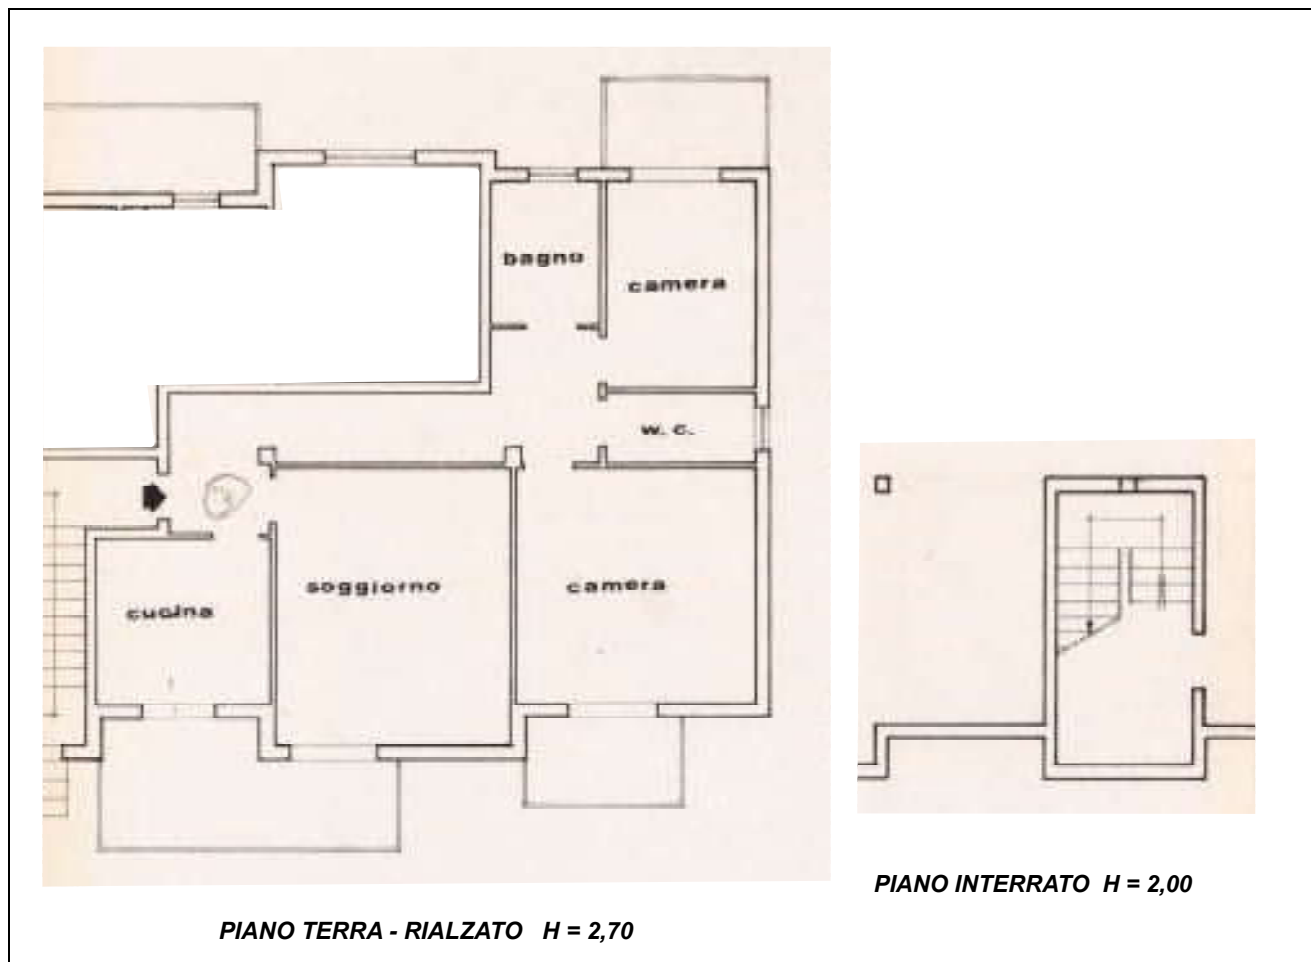 bagno
camera
w. c.
soggiorno
camera
cucina
PIANO INTERRATO H = 2,00
PIANO TERRA - RIALZATO H = 2,70